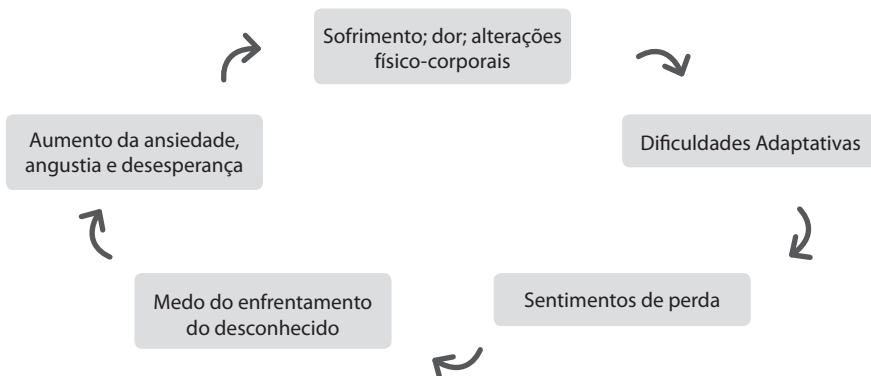 Sofrimento; dor; alterações
físico-corporais
Dificuldades Adaptativas
Sentimentos de perda
Medo do enfrentamento
do desconhecido
Aumento da ansiedade,
angustia e desesperança